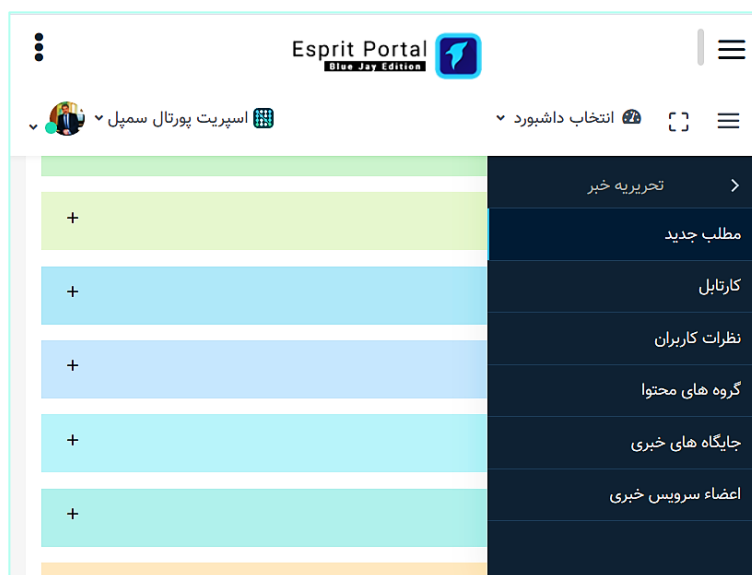 Esprit Portal
Blue Jay Edition
انتخاب داشبورد
اسپریت پورتال سمپل
تحریریه خبر
مطلب جدید
کارتابل
نظرات کاربران
گروه های محتوا
جایگاه های خبری
اعضاء سرویس خبری
+
+
+
+
+